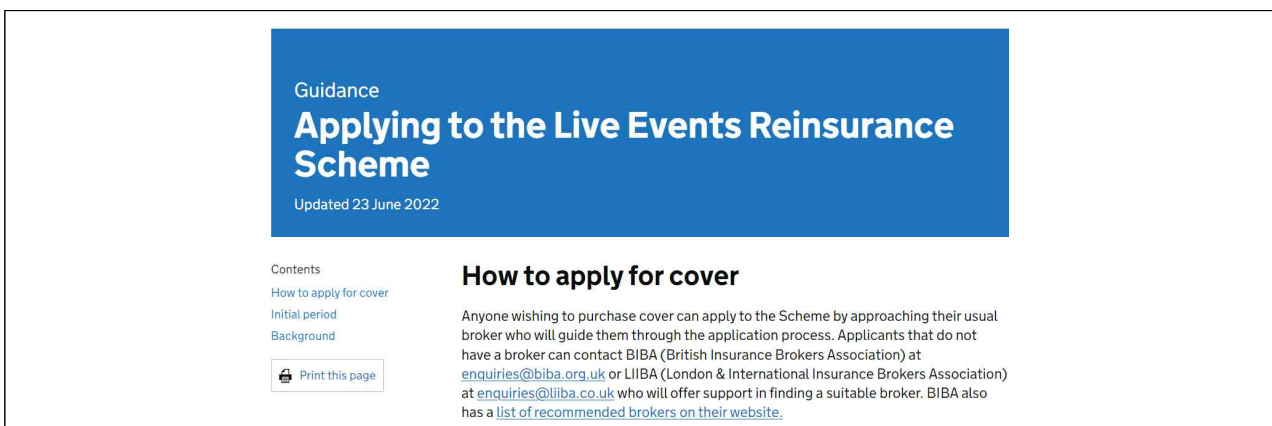 Guidance
Applying to the Live Events Reinsurance
Scheme
Updated 23 June 2022
Contents
How to apply for cover
Initial period
Background
Print this page
How to apply for cover
Anyone wishing to purchase cover can apply to the Scheme by approaching their usual
broker who will guide them through the application process. Applicants that do not
have a broker can contact BIBA (British Insurance Brokers Association) at
enquiries@biba.org.uk or LIIBA (London & International Insurance Brokers Association)
at enquiries@liiba.co.uk who will offer support in finding a suitable broker. BIBA also
has a list of recommended brokers on their website.